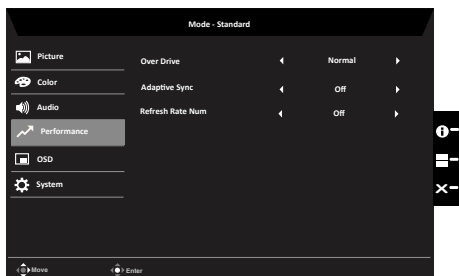 Mode - Standard
Picture
Over Drive Normal
Color
Adaptive Sync Off
Audio
Refresh Rate Num Off
Performance
OSD
System
Move Enter